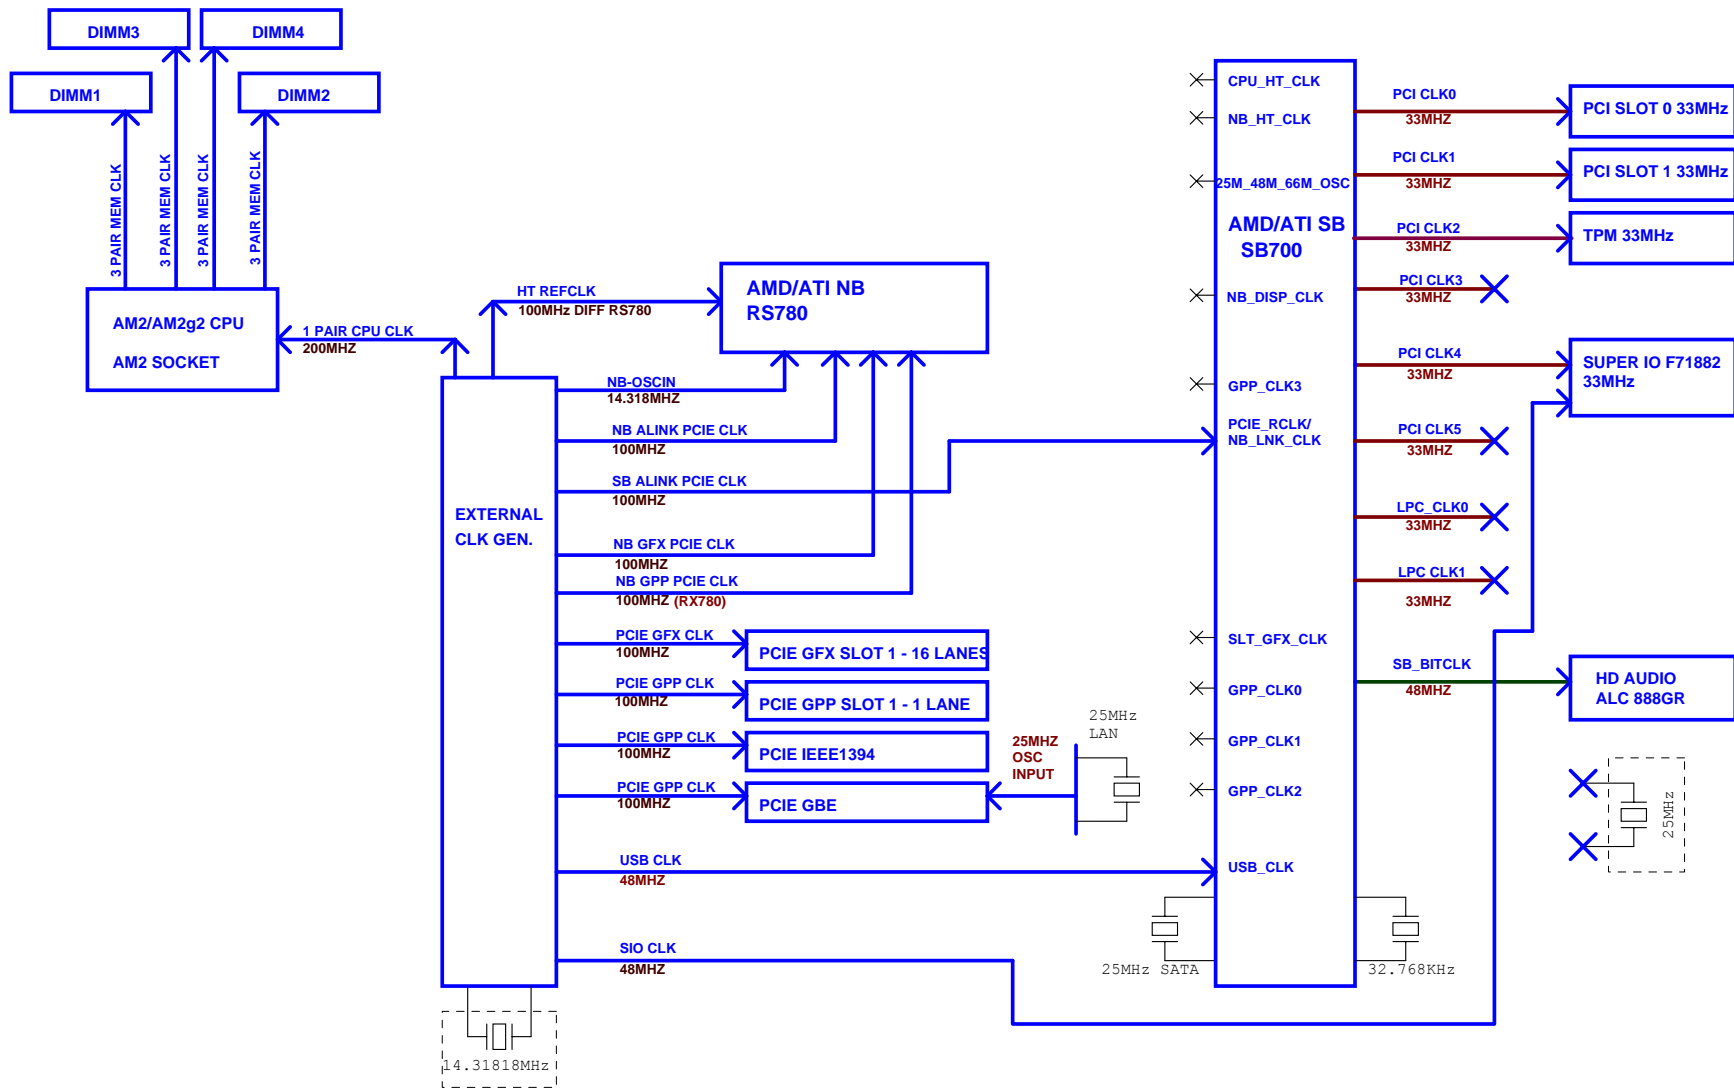 DIMM3
DIMM4
DIMM1
DIMM2
3 PAIR MEM CLK
3 PAIR MEM CLK
3 PAIR MEM CLK
3 PAIR MEM CLK
AM2/AM2g2 CPU
AM2 SOCKET
1 PAIR CPU CLK
200MHZ
HT REFCLK
100MHz DIFF RS780
AMD/ATI NB
RS780
EXTERNAL
CLK GEN.
NB-OSCIN
14.318MHZ
NB ALINK PCIE CLK
100MHZ
SB ALINK PCIE CLK
100MHZ
NB GFX PCIE CLK
100MHZ
NB GPP PCIE CLK
100MHZ (RX780)
PCIE GFX CLK
100MHZ
PCIE GFX SLOT 1 - 16 LANES
PCIE GPP CLK
100MHZ
PCIE GPP SLOT 1 - 1 LANE
PCIE GPP CLK
100MHZ
PCIE IEEE1394
PCIE GPP CLK
100MHZ
PCIE GBE
25MHZ
OSC
INPUT
25MHz
LAN
USB CLK
48MHZ
SIO CLK
48MHZ
14.31818MHz
CPU_HT_CLK
NB_HT_CLK
25M_48M_66M_OSC
AMD/ATI SB
SB700
NB_DISP_CLK
GPP_CLK3
PCIE_RCLK/
NB_LNK_CLK
SLT_GFX_CLK
GPP_CLK0
GPP_CLK1
GPP_CLK2
USB_CLK
25MHz SATA
32.768KHz
PCI CLK0
33MHZ
PCI SLOT 0 33MHz
PCI CLK1
33MHZ
PCI SLOT 1 33MHz
PCI CLK2
33MHZ
TPM 33MHz
PCI CLK3
33MHZ
PCI CLK4
33MHZ
SUPER IO F71882
33MHz
PCI CLK5
33MHZ
LPC_CLK0
33MHZ
LPC CLK1
33MHZ
SB_BITCLK
48MHZ
HD AUDIO
ALC 888GR
25MHz